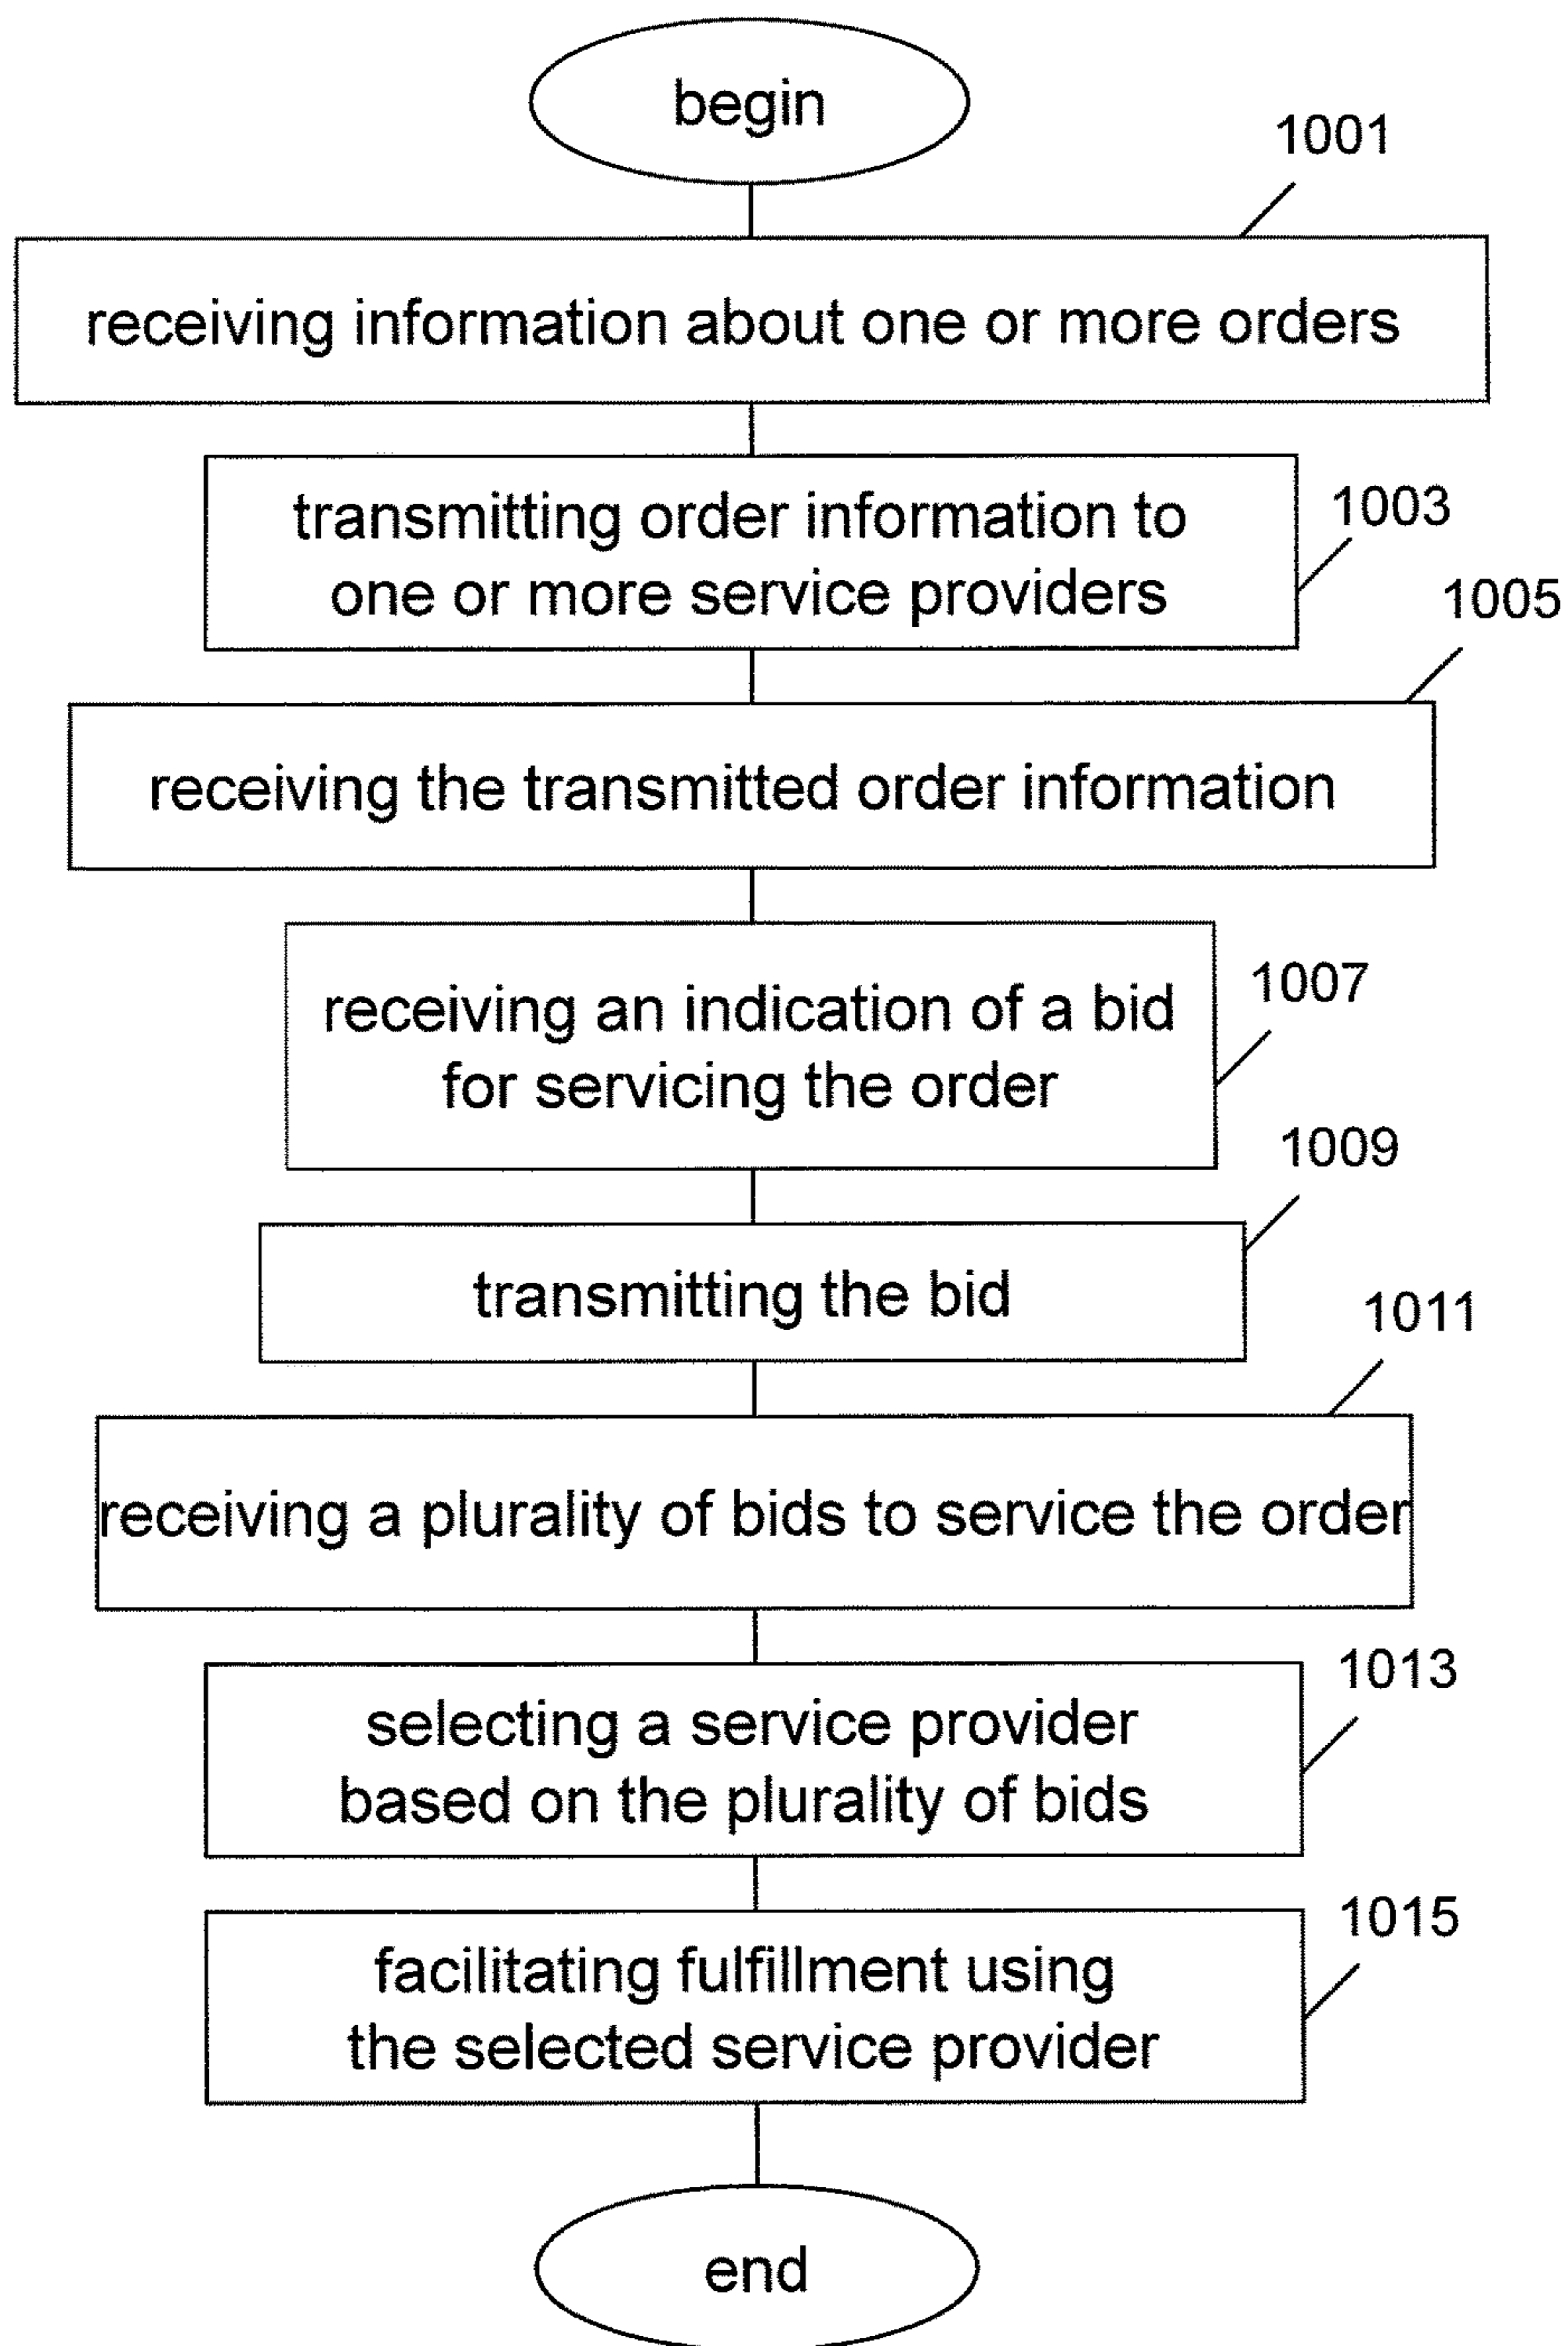 begin
1001
receiving information about one or more orders
transmitting order information to
one or more service providers
1003
1005
receiving the transmitted order information
receiving an indication of a bid
for servicing the order
1007
1009
transmitting the bid
1011
receiving a plurality of bids to service the order
1013
selecting a service provider
based on the plurality of bids
1015
facilitating fulfillment using
the selected service provider
end